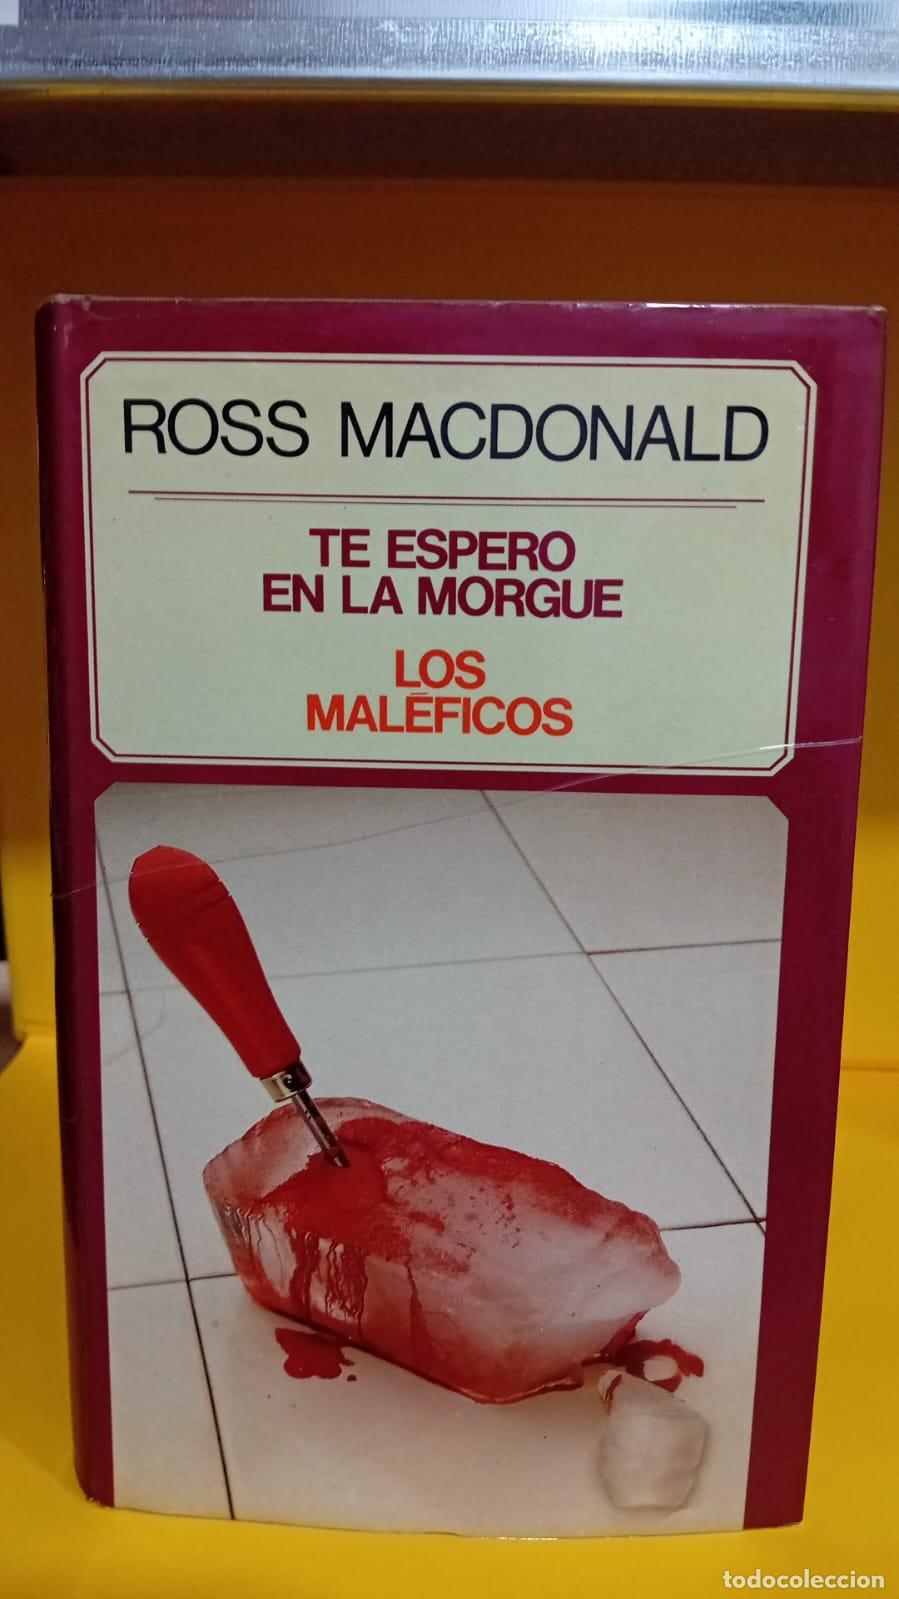 ROSS MACDONALD
TE ESPERO
EN LA MORGUE
LOS
MALÉFICOS
todocoleccion